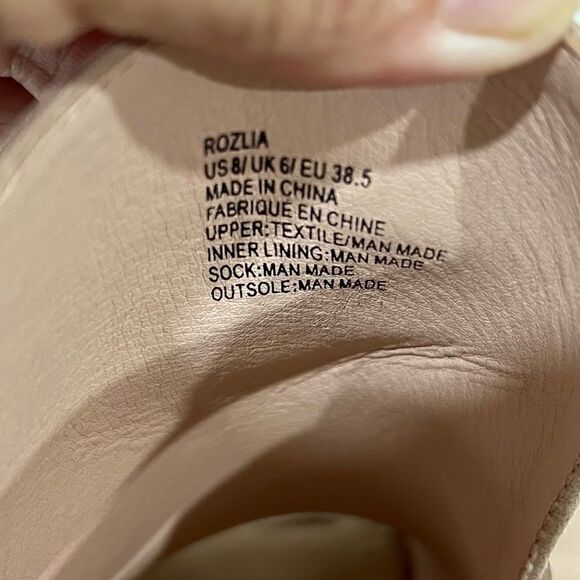 ROZLIA
US 8/ UK 6/ EU 38.5
MADE IN CHINA
FABRIQUÉ EN CHINE
UPPER:TEXTILE/MAN MADE
INNER LINING:MAN MADE
SOCK:MAN MADE
OUTSOLE:MAN MADE